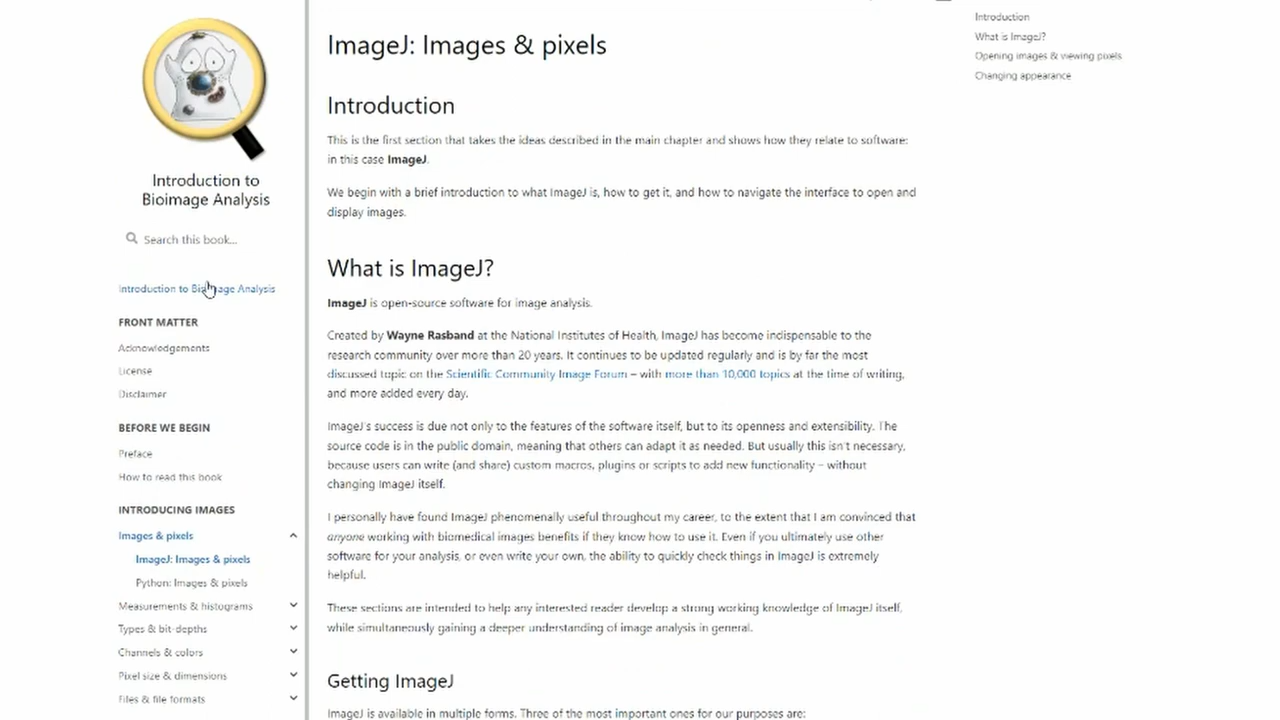 Introduction to
Bioimage Analysis
Search this book...
Introduction to Bioimage Analysis
FRONT MATTER
Acknowledgements
License
Disclaimer
BEFORE WE BEGIN
Preface
How to read this book
INTRODUCING IMAGES
Images & pixels
ImageJ: Images & pixels
Python: Images & pixels
Measurements & histograms
Types & bit-depths
Channels & colors
Pixel size & dimensions
Files & file formats
ImageJ: Images & pixels
Introduction
This is the first section that takes the ideas described in the main chapter and shows how they relate to software:
in this case ImageJ.
We begin with a brief introduction to what ImageJ is, how to get it, and how to navigate the interface to open and
display images.
What is ImageJ?
ImageJ is open-source software for image analysis.
Created by Wayne Rasband at the National Institutes of Health, ImageJ has become indispensable to the
research community over more than 20 years. It continues to be updated regularly and is by far the most
discussed topic on the Scientific Community Image Forum – with more than 10,000 topics at the time of writing,
and more added every day.
ImageJ's success is due not only to the features of the software itself, but to its openness and extensibility. The
source code is in the public domain, meaning that others can adapt it as needed. But usually this isn't necessary,
because users can write (and share) custom macros, plugins or scripts to add new functionality – without
changing ImageJ itself.
I personally have found ImageJ phenomenally useful throughout my career, to the extent that I am convinced that
anyone working with biomedical images benefits if they know how to use it. Even if you ultimately use other
software for your analysis, or even write your own, the ability to quickly check things in ImageJ is extremely
helpful.
These sections are intended to help any interested reader develop a strong working knowledge of ImageJ itself,
while simultaneously gaining a deeper understanding of image analysis in general.
Getting ImageJ
ImageJ is available in multiple forms. Three of the most important ones for our purposes are:
Introduction
What is ImageJ?
Opening images & viewing pixels
Changing appearance